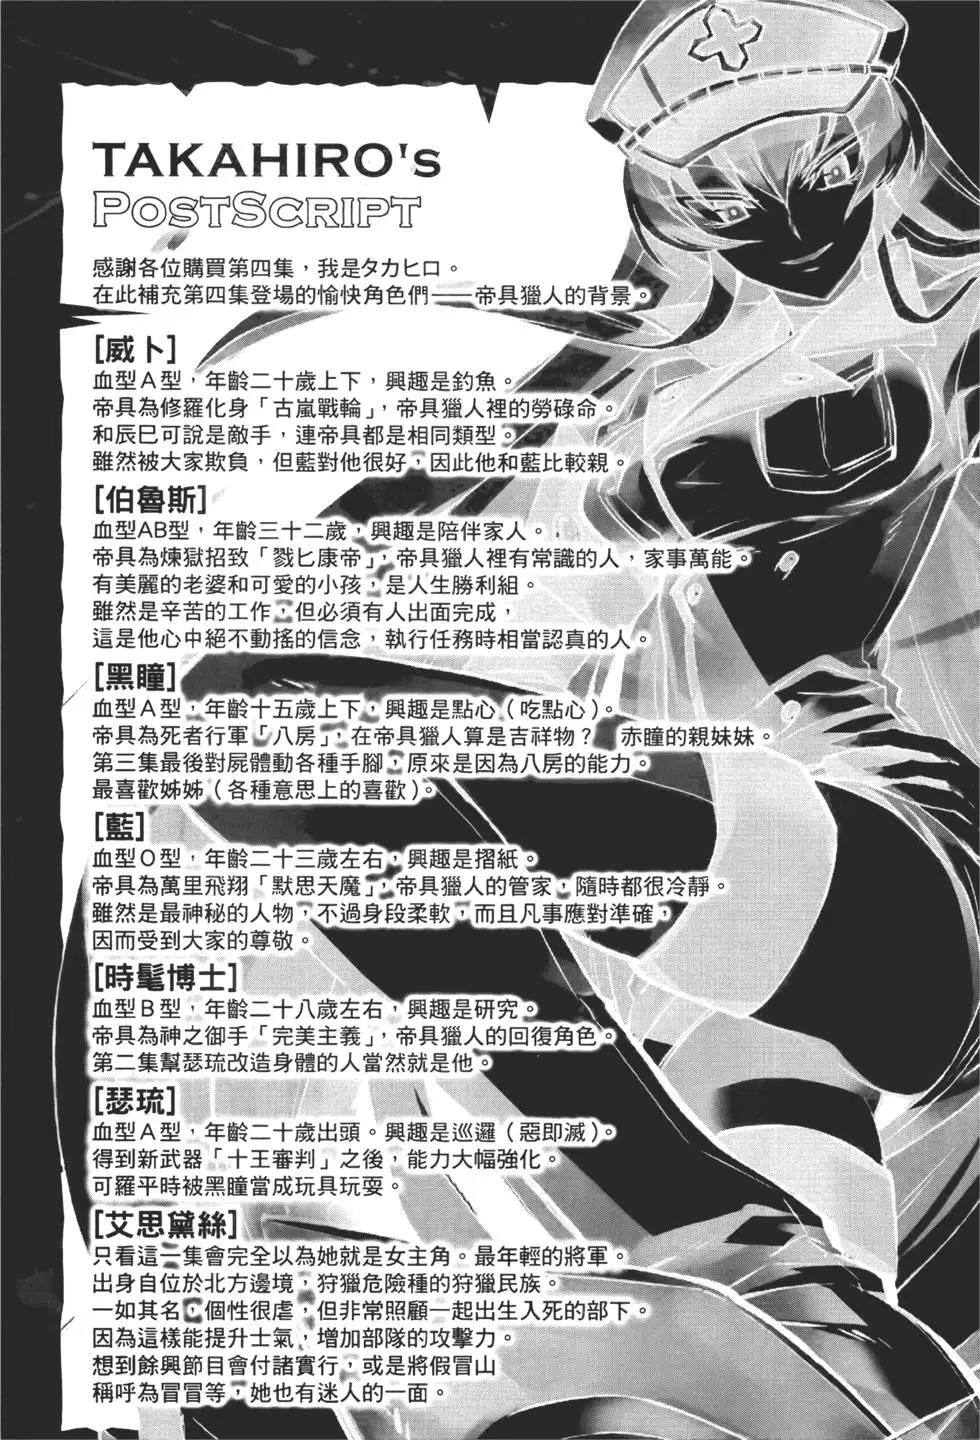 TAKAHIRO's
POSTSCRIPT
感謝各位購買第四集，我是タカヒロ。
在此補充第四集登場的愉快角色們——帝具獵人的背景。
[威卜]
血型A型，年齡二十歲上下，興趣是釣魚。
帝具為修羅化身「古嵐戰輪」，帝具獵人裡的勞碌命。
和辰巳可說是敵手，連帝具都是相同類型。
雖然被大家欺負，但藍對他很好，因此他和藍比較親。
[伯魯斯]
血型AB型，年齡三十二歲，興趣是陪伴家人。
帝具為煉獄招致「戮匕康帝」，帝具獵人裡有常識的人，家事萬能。
有美麗的老婆和可愛的小孩，是人生勝利組。
雖然是辛苦的工作，但必須有人出面完成，
這是他心中絕不動搖的信念，執行任務時相當認真的人。
[黑瞳]
血型A型，年齡十五歲上下，興趣是點心（吃點心）。
帝具為死者行軍「八房」，在帝具獵人算是吉祥物？　赤瞳的親妹妹。
第三集最後對屍體動各種手腳，原來是因為八房的能力。
最喜歡姊姊（各種意思上的喜歡）。
[藍]
血型O型，年齡二十三歲左右，興趣是摺紙。
帝具為萬里飛翔「默思天魔」，帝具獵人的管家，隨時都很冷靜。
雖然是最神秘的人物，不過身段柔軟，而且凡事應對準確，
因而受到大家的尊敬。
[時髦博士]
血型B型，年齡二十八歲左右，興趣是研究。
帝具為神之御手「完美主義」，帝具獵人的回復角色。
第二集幫瑟琉改造身體的人當然就是他。
[瑟琉]
血型A型，年齡二十歲出頭。興趣是巡邏（惡即滅）。
得到新武器「十王審判」之後，能力大幅強化。
可羅平時被黑瞳當成玩具玩耍。
[艾思黛絲]
只看這一集會完全以為她就是女主角。最年輕的將軍。
出身自位於北方邊境，狩獵危險種的狩獵民族。
一如其名，個性很虐，但非常照顧一起出生入死的部下。
因為這樣能提升士氣，增加部隊的攻擊力。
想到餘興節目會付諸實行，或是將假冒山
稱呼為冒冒等，她也有迷人的一面。